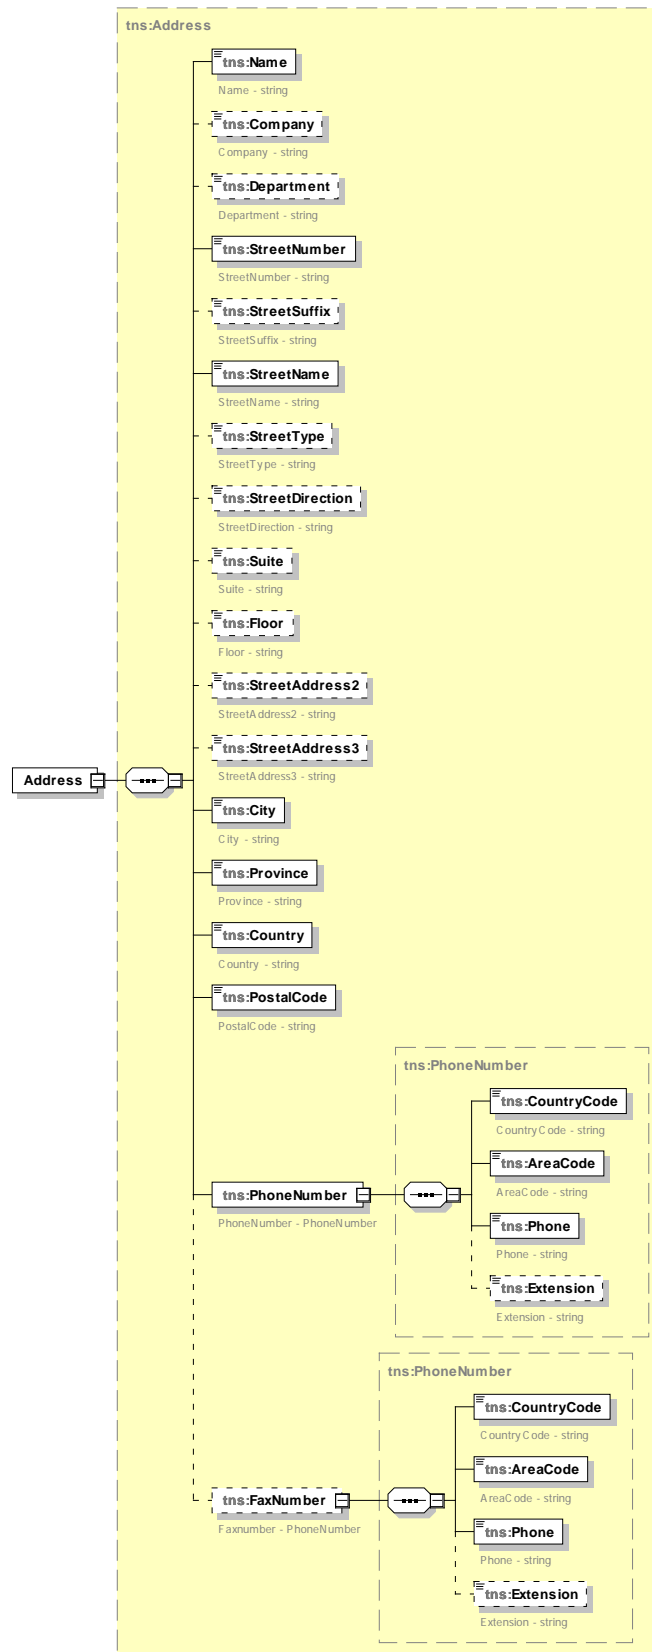 tns:Address
tns:Name
Name - string
tns:Company
Company - string
tns:Department
Department - string
tns:StreetNumber
StreetNumber - string
tns:StreetSuffix
StreetSuffix - string
tns:StreetName
StreetName - string
tns:StreetType
StreetType - string
tns:StreetDirection
StreetDirection - string
tns:Suite
Suite - string
tns:Floor
Floor - string
tns:StreetAddress2
StreetAddress2 - string
tns:StreetAddress3
StreetAddress3 - string
Address
tns:City
City - string
tns:Province
Province - string
tns:Country
Country - string
tns:PostalCode
PostalCode - string
tns:PhoneNumber
tns:CountryCode
CountryCode - string
tns:AreaCode
AreaCode - string
tns:PhoneNumber
PhoneNumber - PhoneNumber
tns:Phone
Phone - string
tns:Extension
Extension - string
tns:PhoneNumber
tns:CountryCode
CountryCode - string
tns:AreaCode
AreaCode - string
tns:FaxNumber
Faxnumber - PhoneNumber
tns:Phone
Phone - string
tns:Extension
Extension - string